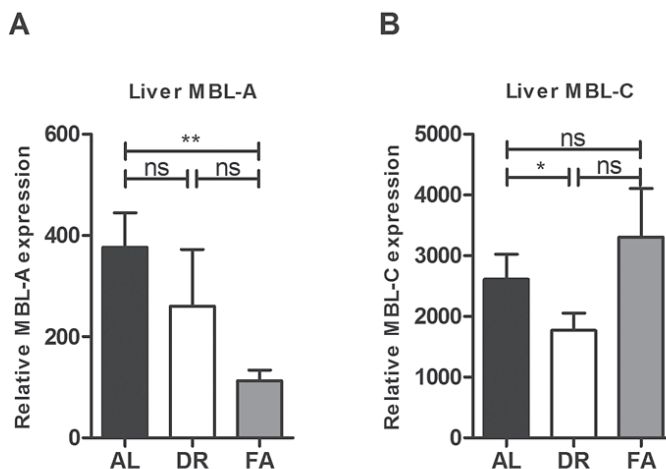 A
Liver MBL-A
Relative MBL-A expression
600
400
200
0
**
ns
ns
AL
DR
FA
B
Liver MBL-C
Relative MBL-C expression
5000
4000
3000
2000
1000
0
ns
*
ns
AL
DR
FA